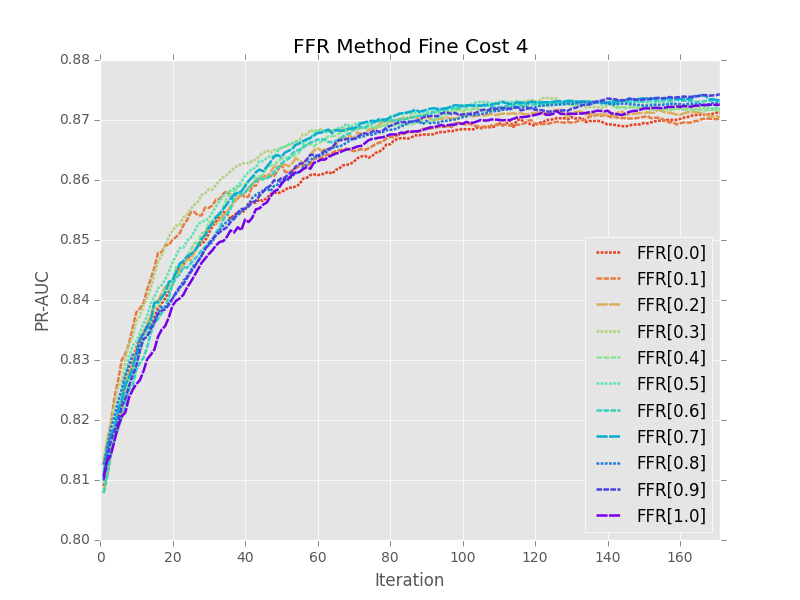 FFR Method Fine Cost 4
0.88
0.87
0.86
0.85
0.84
0.83
0.82
0.81
0.80
PR-AUC
FFR[0.0]
FFR[0.1]
FFR[0.2]
FFR[0.3]
FFR[0.4]
FFR[0.5]
FFR[0.6]
FFR[0.7]
FFR[0.8]
FFR[0.9]
FFR[1.0]
0 20 40 60 80 100 120 140 160
Iteration